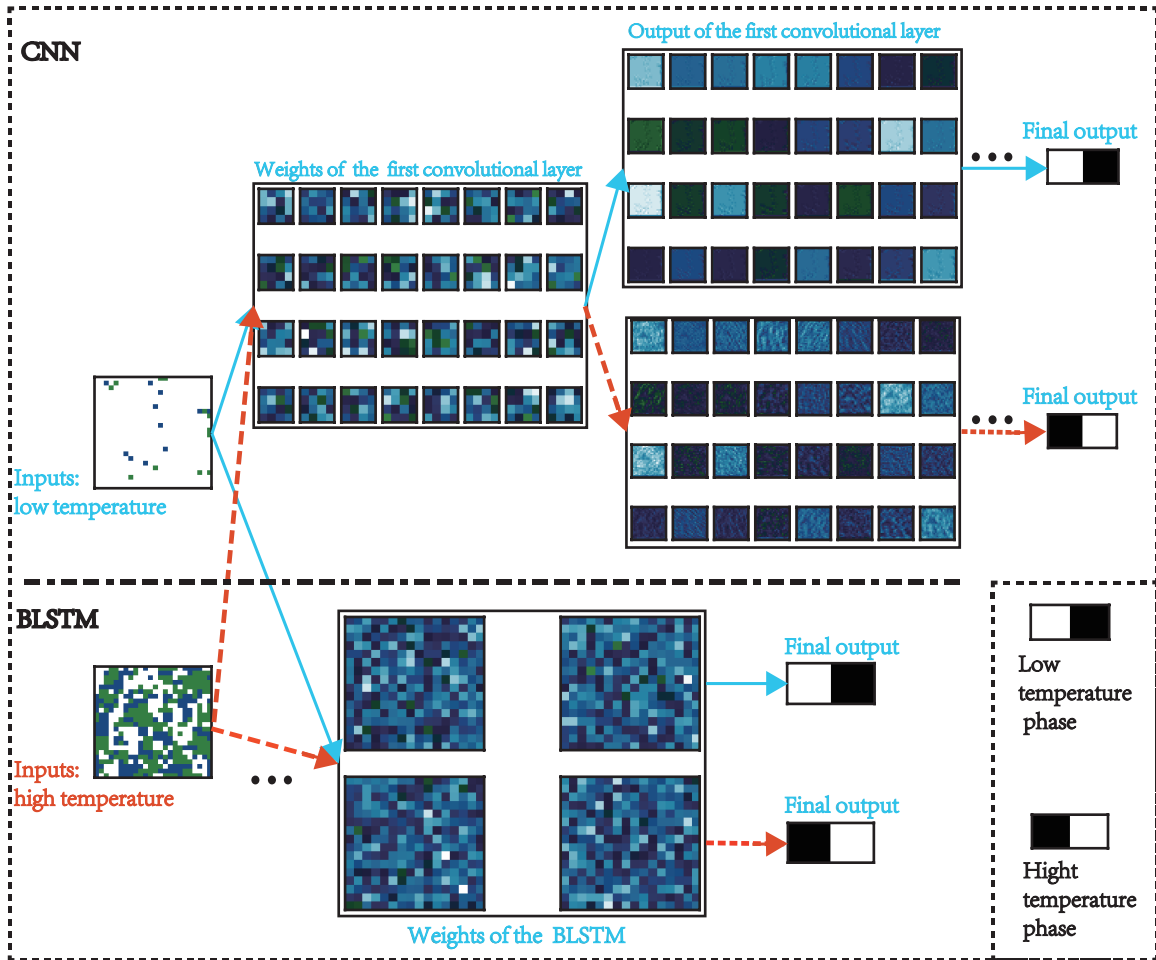 CNN
Output of the first convolutional layer
Final output
Weights of the first convolutional layer
Final output
Inputs:
low temperature
BLSTM
Final output
Low
temperature
phase
Inputs:
high temperature
Final output
Hight
temperature
phase
Weights of the BLSTM